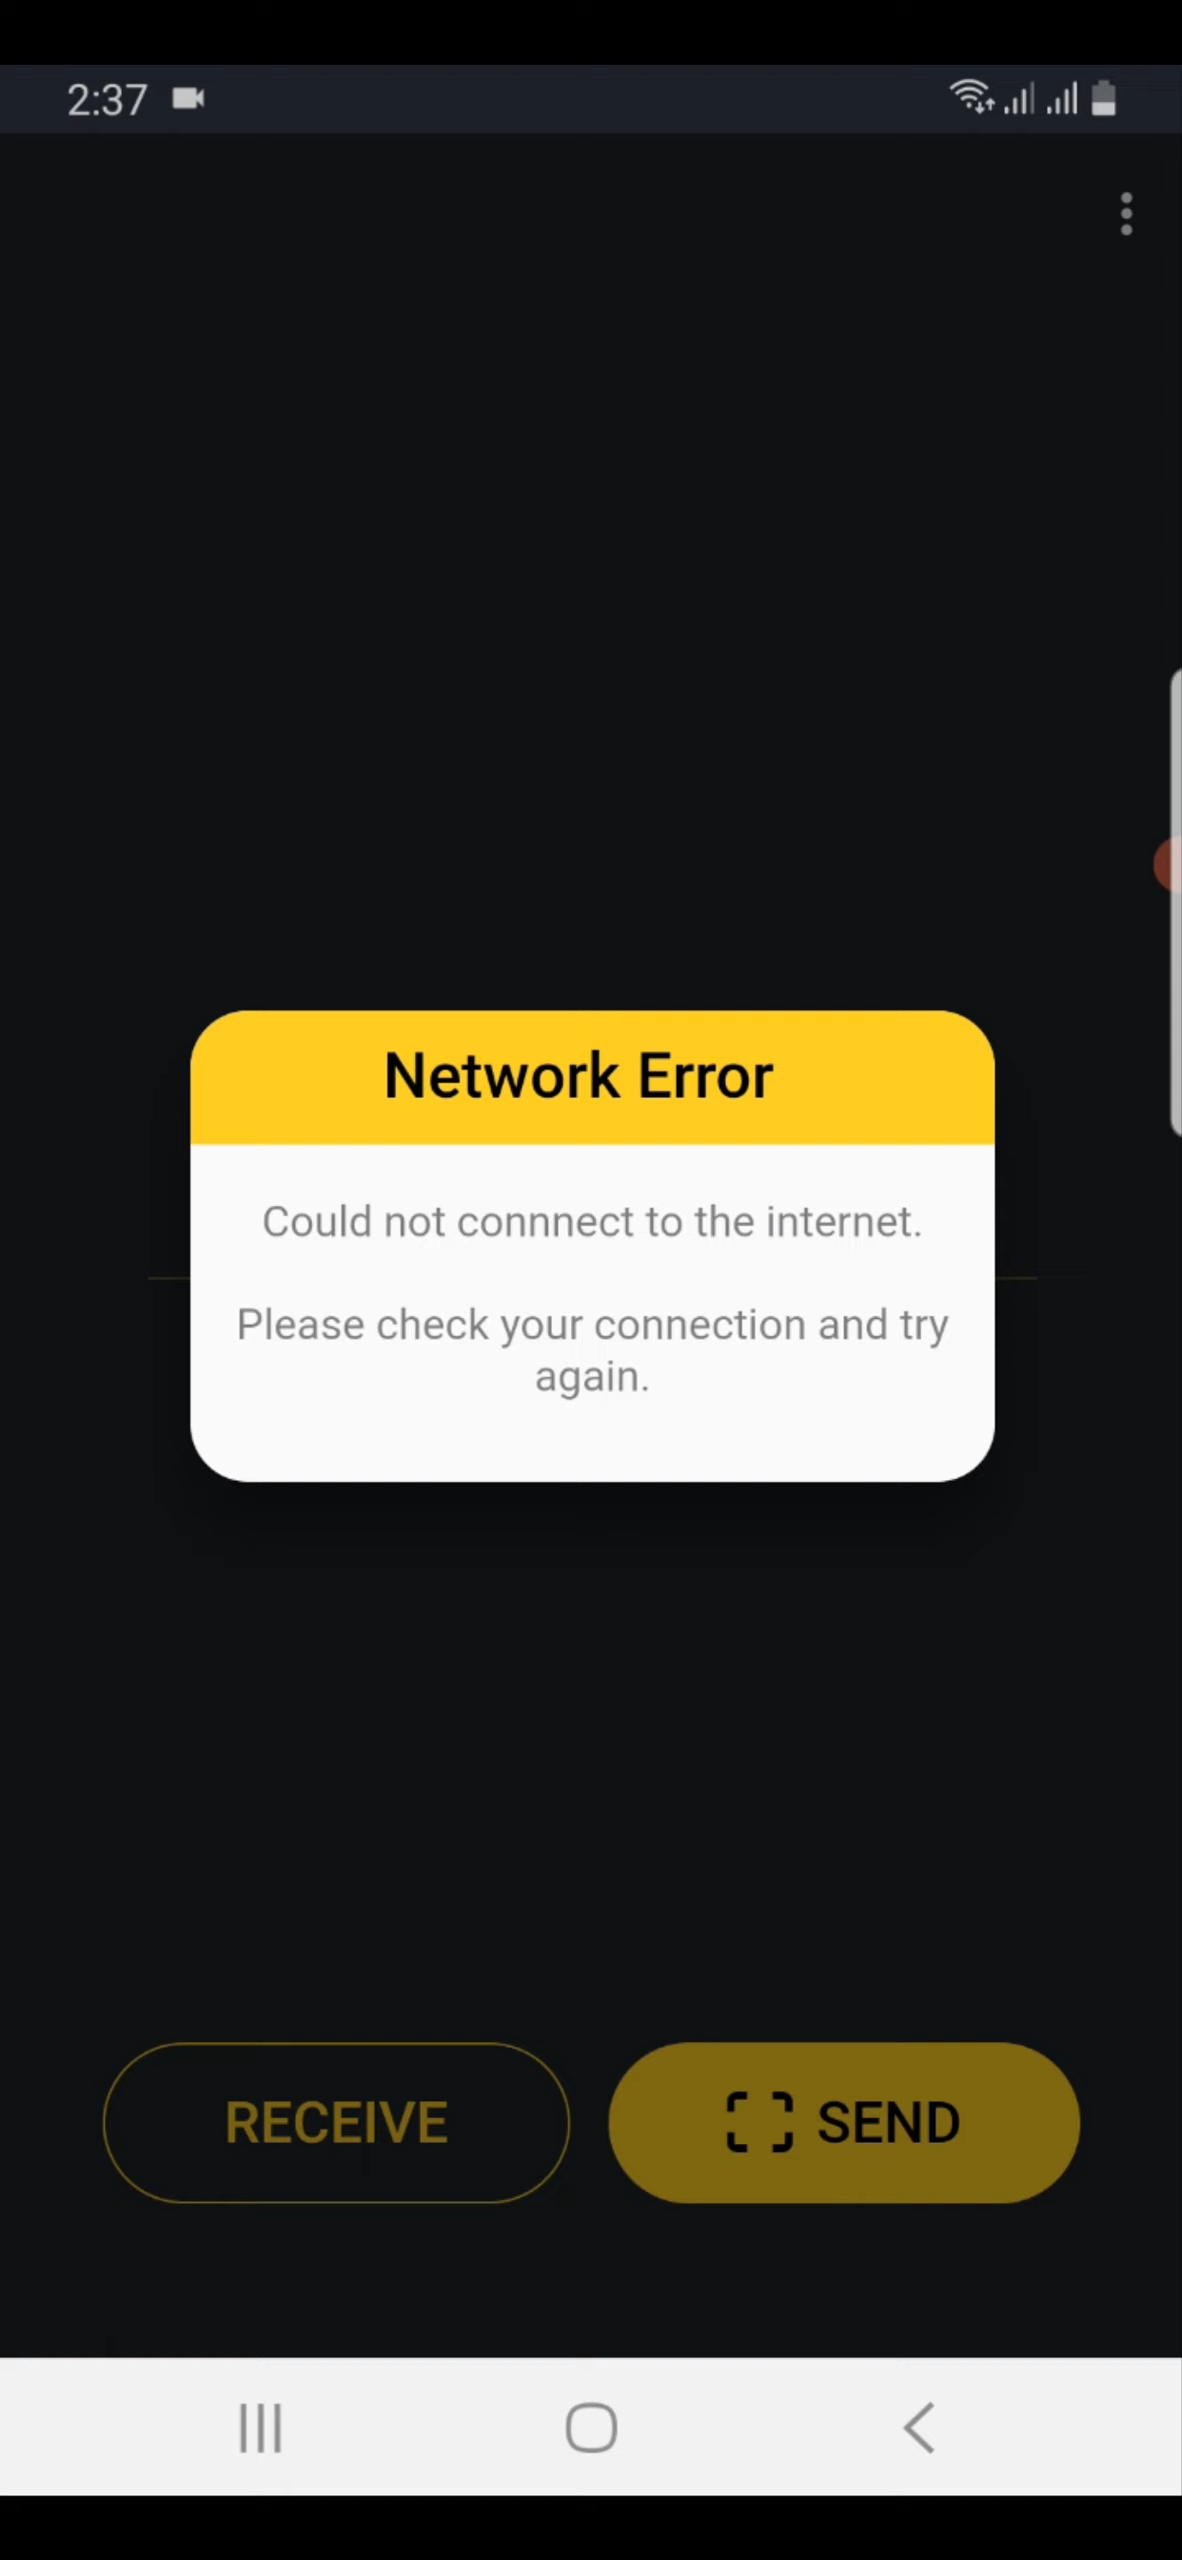 2:37
Network Error
Could not connnect to the internet.
Please check your connection and try
again.
RECEIVE
SEND